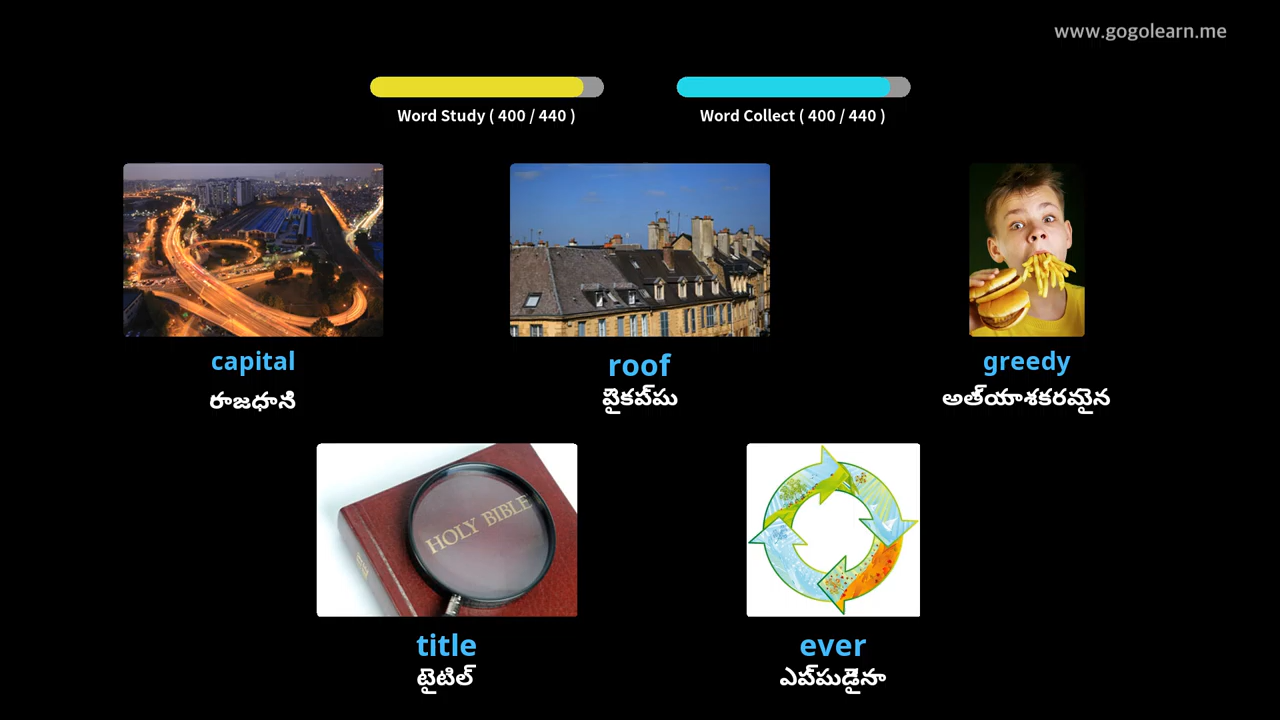 www.gogolearn.me
Word Study ( 400 / 440 )
Word Collect ( 400 / 440 )
capital
రాజధాని
roof
పైకప్పు
greedy
అత్యాశకరమైన
HOLY BIBLE
title
టైటిల్
ever
ఎప్పుడైనా